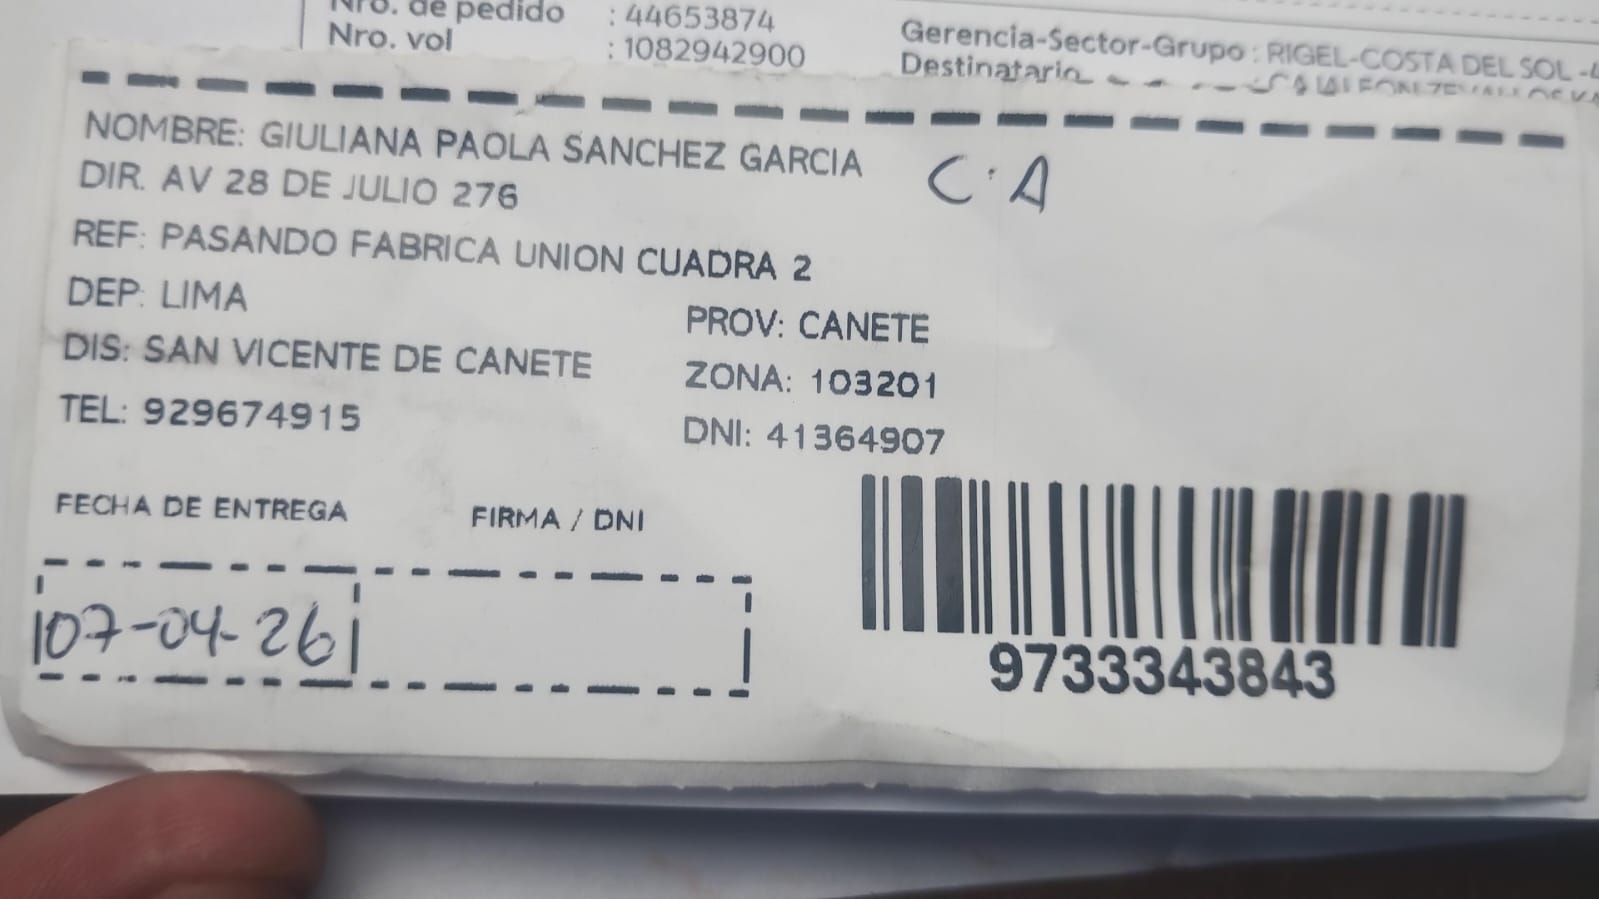 Nro. de pedido : 44653874
Nro. vol : 1082942900
Gerencia-Sector-Grupo : RIGEL-COSTA DEL SOL -
Destinatario
NOMBRE: GIULIANA PAOLA SANCHEZ GARCIA
C.A
DIR. AV 28 DE JULIO 276
REF: PASANDO FABRICA UNION CUADRA 2
DEP: LIMA
PROV: CANETE
DIS: SAN VICENTE DE CANETE
ZONA: 103201
TEL: 929674915
DNI: 41364907
FECHA DE ENTREGA
FIRMA / DNI
07-04-26
9733343843